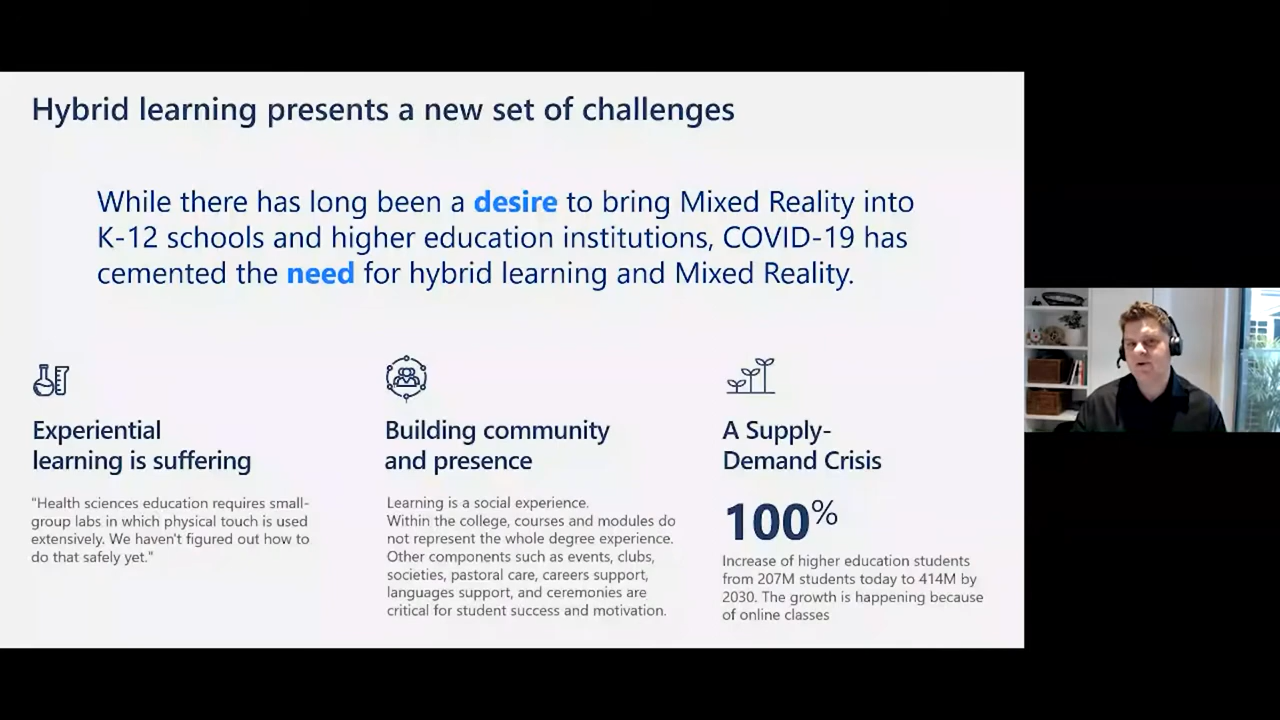 Hybrid learning presents a new set of challenges
While there has long been a desire to bring Mixed Reality into
K-12 schools and higher education institutions, COVID-19 has
cemented the need for hybrid learning and Mixed Reality.
Experiential
learning is suffering
"Health sciences education requires small-
group labs in which physical touch is used
extensively. We haven't figured out how to
do that safely yet."
Building community
and presence
Learning is a social experience.
Within the college, courses and modules do
not represent the whole degree experience.
Other components such as events, clubs,
societies, pastoral care, careers support,
languages support, and ceremonies are
critical for student success and motivation.
A Supply-
Demand Crisis
100%
Increase of higher education students
from 207M students today to 414M by
2030. The growth is happening because
of online classes